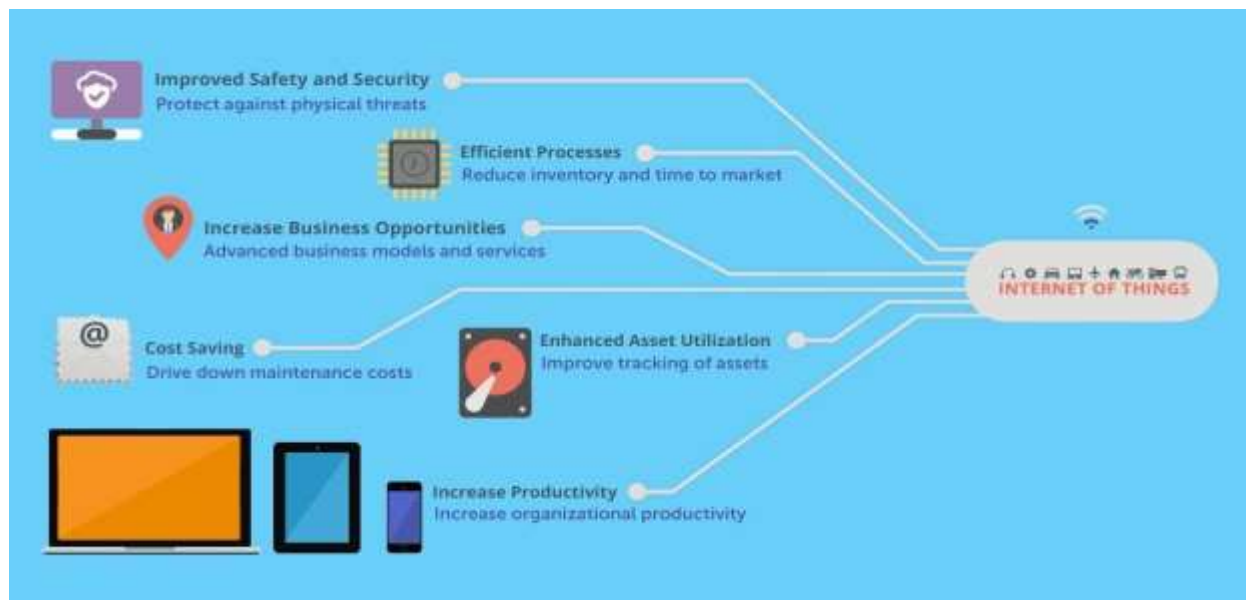 Improved Safety and Security
Protect against physical threats
Efficient Processes
Reduce inventory and time to market
Increase Business Opportunities
Advanced business models and services
INTERNET OF THINGS
@
Cost Saving
Drive down maintenance costs
Enhanced Asset Utilization
Improve tracking of assets
Increase Productivity
Increase organizational productivity